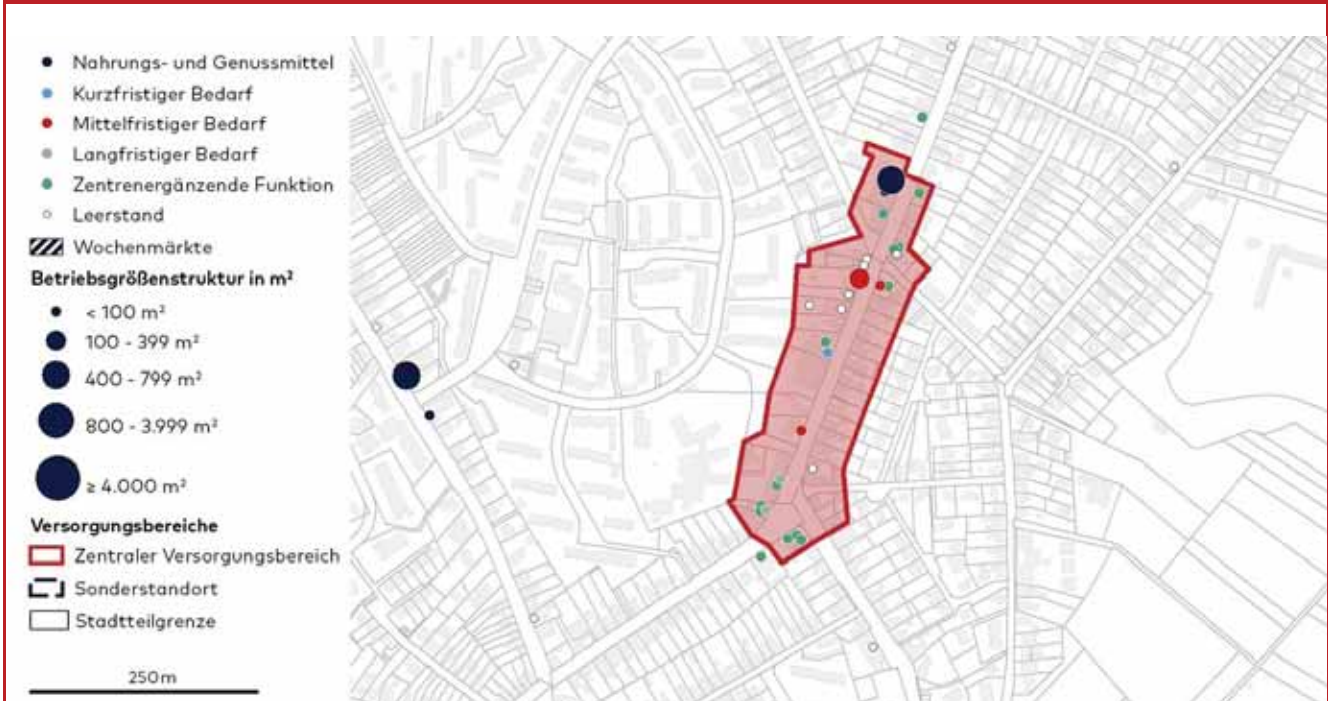 Nahrungs- und Genussmittel
Kurzfristiger Bedarf
Mittelfristiger Bedarf
Langfristiger Bedarf
Zentrenergänzende Funktion
Leerstand
Wochenmärkte
Betriebsgrößenstruktur in m²
< 100 m²
100 - 399 m²
400 - 799 m²
800 - 3.999 m²
≥ 4.000 m²
Versorgungsbereiche
Zentraler Versorgungsbereich
Sonderstandort
Stadtteilgrenze
250 m